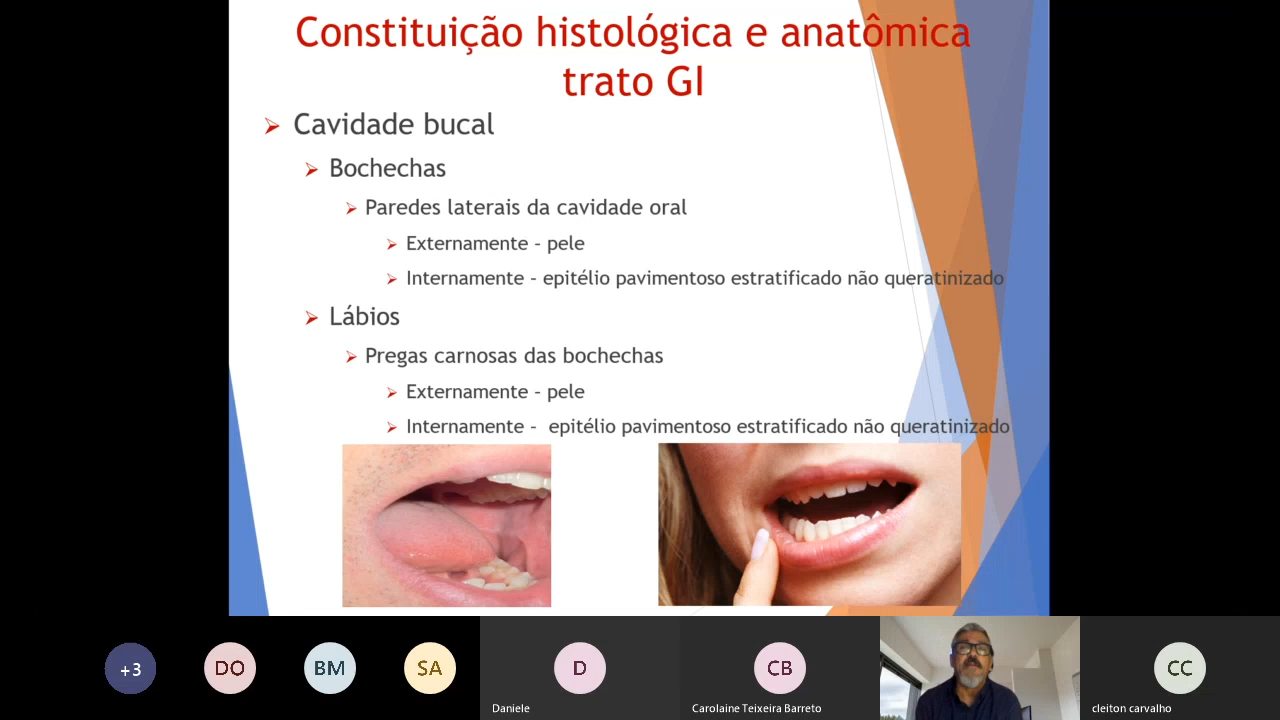 Constituição histológica e anatômica
trato GI
Cavidade bucal
Bochechas
Paredes laterais da cavidade oral
Externamente – pele
Internamente – epitélio pavimentoso estratificado não queratinizado
Lábios
Pregas carnosas das bochechas
Externamente – pele
Internamente – epitélio pavimentoso estratificado não queratinizado
+3
DO
BM
SA
D
CB
CC
Daniele
Carolaine Teixeira Barreto
cleiton carvalho